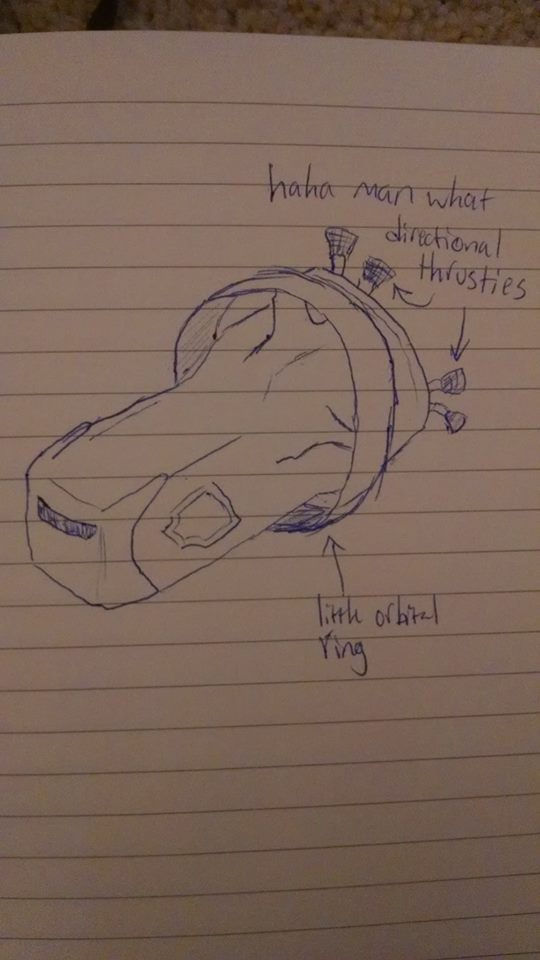 haha man what
directional
thrusties
little orbital
ring